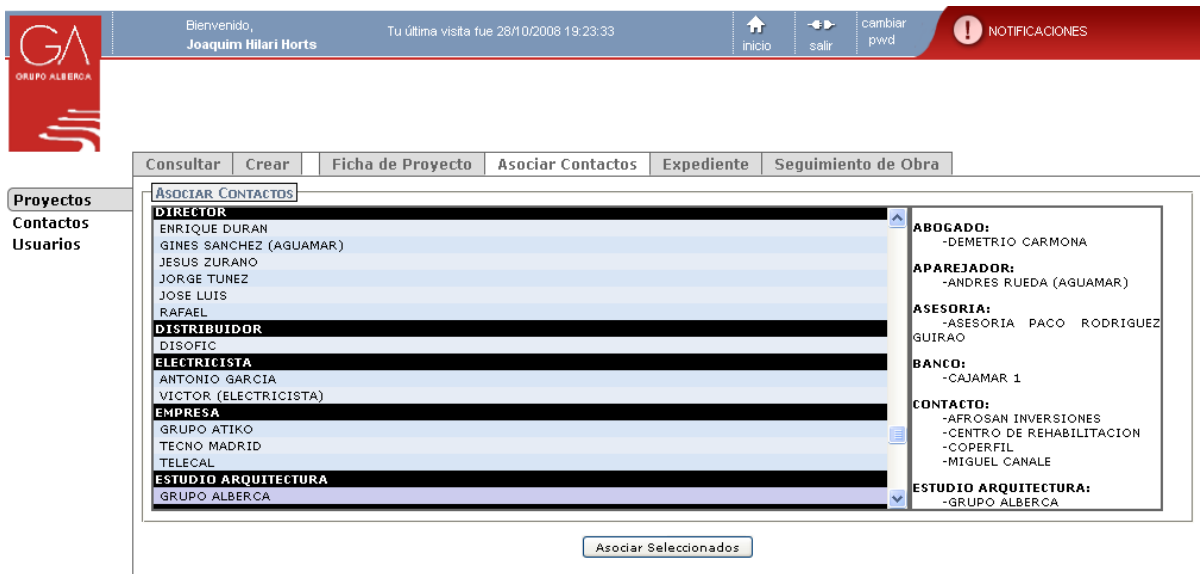 GA
GRUPO ALBERCA
Bienvenido,
Joaquim Hilari Horts
Tu última visita fue 28/10/2008 19:23:33
inicio
salir
cambiar
pwd
! NOTIFICACIONES
Consultar
Crear
Ficha de Proyecto
Asociar Contactos
Expediente
Seguimiento de Obra
Proyectos
Contactos
Usuarios
ASOCIAR CONTACTOS
DIRECTOR
ENRIQUE DURAN
GINES SANCHEZ (AGUAMAR)
JESUS ZURANO
JORGE TUNEZ
JOSE LUIS
RAFAEL
DISTRIBUIDOR
DISOFIC
ELECTRICISTA
ANTONIO GARCIA
VICTOR (ELECTRICISTA)
EMPRESA
GRUPO ATIKO
TECNO MADRID
TELECAL
ESTUDIO ARQUITECTURA
GRUPO ALBERCA
ABOGADO:
-DEMETRIO CARMONA
APAREJADOR:
-ANDRES RUEDA (AGUAMAR)
ASESORIA:
-ASESORIA PACO RODRIGUEZ
GUIRAO
BANCO:
-CAJAMAR 1
CONTACTO:
-AFROSAN INVERSIONES
-CENTRO DE REHABILITACION
-COPERFIL
-MIGUEL CANALE
ESTUDIO ARQUITECTURA:
-GRUPO ALBERCA
Asociar Seleccionados